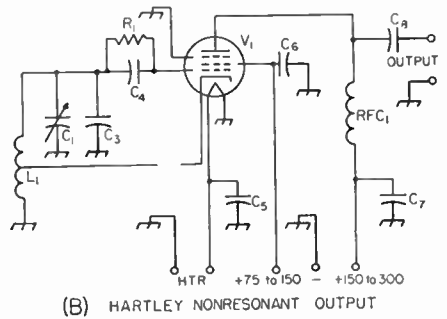 R1
V1
C8
OUTPUT
C6
C4
C1
C3
RFC1
L1
C5
C7
HTR
+75 to 150
-
+150 to 300
(B) HARTLEY NONRESONANT OUTPUT